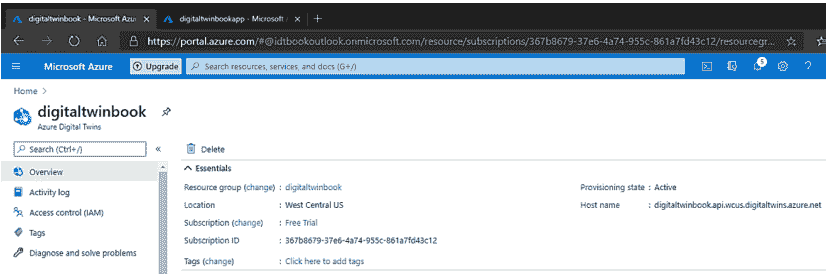 digitaltwinbook - Microsoft Azu
digitaltwinbookapp - Microsoft A
https://portal.azure.com/#@idtbookoutlook.onmicrosoft.com/resource/subscriptions/367b8679-37e6-4a74-955c-861a7fd43c12/resourcegr...
Microsoft Azure
Upgrade
Search resources, services, and docs (G+/)
5
Home >
digitaltwinbook
Azure Digital Twins
Search (Ctrl+/)
«
Delete
Overview
Activity log
Access control (IAM)
Tags
Diagnose and solve problems
Essentials
Resource group (change) : digitaltwinbook
Location : West Central US
Subscription (change) : Free Trial
Subscription ID : 367b8679-37e6-4a74-955c-861a7fd43c12
Tags (change) : Click here to add tags
Provisioning state : Active
Host name : digitaltwinbook.api.wcus.digitaltwins.azure.net